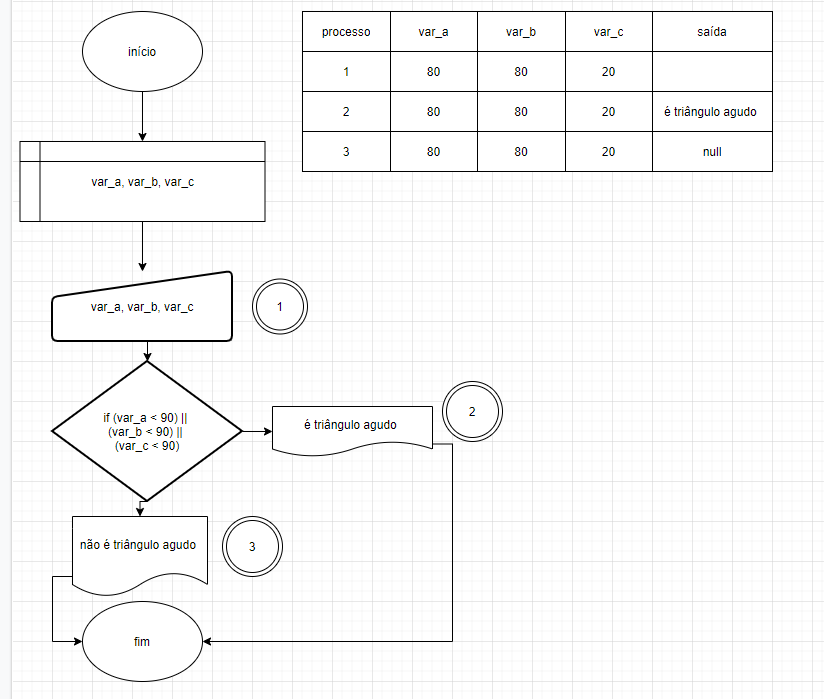 início
processo var_a var_b var_c saída
1 80 80 20
2 80 80 20 é triângulo agudo
3 80 80 20 null
var_a, var_b, var_c
var_a, var_b, var_c
1
if (var_a < 90) ||
(var_b < 90) ||
(var_c < 90)
é triângulo agudo
2
não é triângulo agudo
3
fim